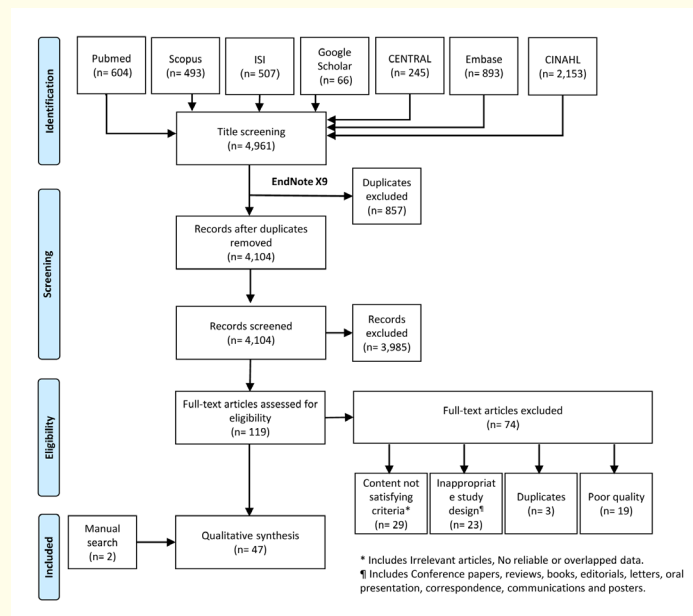 Identification
Pubmed
(n= 604)
Scopus
(n= 493)
ISI
(n= 507)
Google
Scholar
(n= 66)
CENTRAL
(n= 245)
Embase
(n= 893)
CINAHL
(n= 2,153)
Title screening
(n= 4,961)
EndNote X9
Duplicates
excluded
(n= 857)
Screening
Records after duplicates
removed
(n= 4,104)
Records screened
(n= 4,104)
Records
excluded
(n= 3,985)
Eligibility
Full-text articles assessed for
eligibility
(n= 119)
Full-text articles excluded
(n= 74)
Content not
satisfying
criteria*
(n= 29)
Inappropriat
e study
design¶
(n= 23)
Duplicates
(n= 3)
Poor quality
(n= 19)
Included
Manual
search
(n= 2)
Qualitative synthesis
(n= 47)
* Includes Irrelevant articles, No reliable or overlapped data.
¶ Includes Conference papers, reviews, books, editorials, letters, oral
presentation, correspondence, communications and posters.